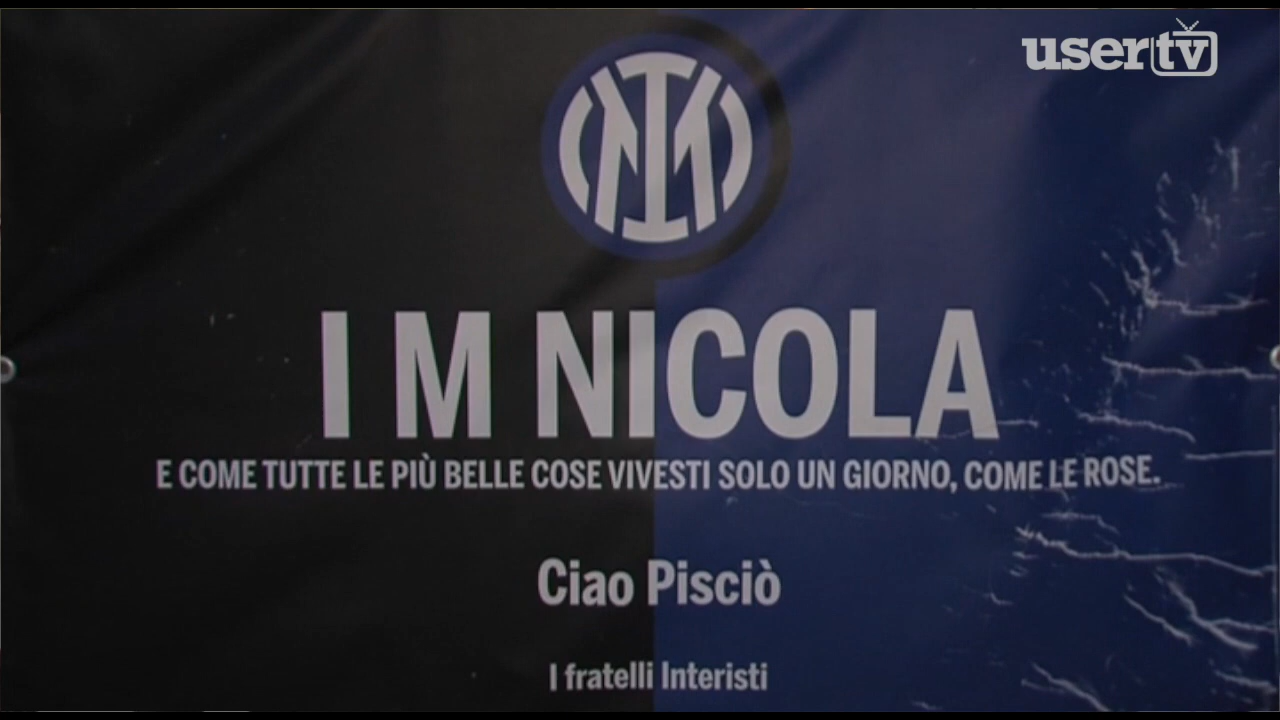 usertv
IM
I M NICOLA
E COME TUTTE LE PIÙ BELLE COSE VIVESTI SOLO UN GIORNO, COME LE ROSE.
Ciao Pisciò
I fratelli Interisti